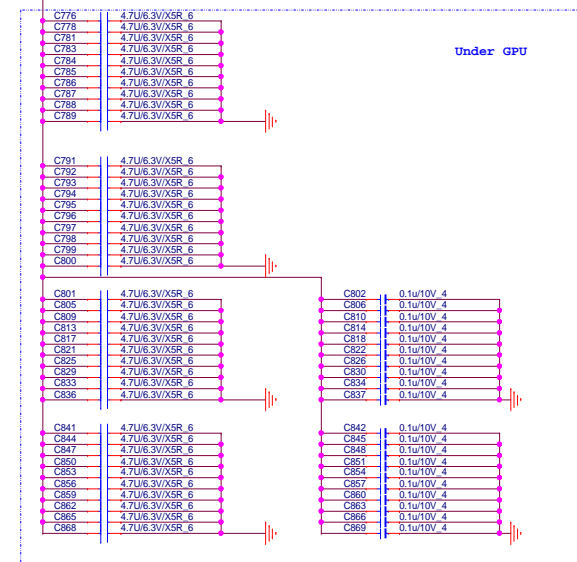 Under GPU
C776 4.7U/6.3V/X5R_6
C778 4.7U/6.3V/X5R_6
C781 4.7U/6.3V/X5R_6
C783 4.7U/6.3V/X5R_6
C784 4.7U/6.3V/X5R_6
C785 4.7U/6.3V/X5R_6
C786 4.7U/6.3V/X5R_6
C787 4.7U/6.3V/X5R_6
C788 4.7U/6.3V/X5R_6
C789 4.7U/6.3V/X5R_6
C791 4.7U/6.3V/X5R_6
C792 4.7U/6.3V/X5R_6
C793 4.7U/6.3V/X5R_6
C794 4.7U/6.3V/X5R_6
C795 4.7U/6.3V/X5R_6
C796 4.7U/6.3V/X5R_6
C797 4.7U/6.3V/X5R_6
C798 4.7U/6.3V/X5R_6
C799 4.7U/6.3V/X5R_6
C800 4.7U/6.3V/X5R_6
C801 4.7U/6.3V/X5R_6
C805 4.7U/6.3V/X5R_6
C809 4.7U/6.3V/X5R_6
C813 4.7U/6.3V/X5R_6
C817 4.7U/6.3V/X5R_6
C821 4.7U/6.3V/X5R_6
C825 4.7U/6.3V/X5R_6
C829 4.7U/6.3V/X5R_6
C833 4.7U/6.3V/X5R_6
C836 4.7U/6.3V/X5R_6
C802 0.1u/10V_4
C806 0.1u/10V_4
C810 0.1u/10V_4
C814 0.1u/10V_4
C818 0.1u/10V_4
C822 0.1u/10V_4
C826 0.1u/10V_4
C830 0.1u/10V_4
C834 0.1u/10V_4
C837 0.1u/10V_4
C841 4.7U/6.3V/X5R_6
C844 4.7U/6.3V/X5R_6
C847 4.7U/6.3V/X5R_6
C850 4.7U/6.3V/X5R_6
C853 4.7U/6.3V/X5R_6
C856 4.7U/6.3V/X5R_6
C859 4.7U/6.3V/X5R_6
C862 4.7U/6.3V/X5R_6
C865 4.7U/6.3V/X5R_6
C868 4.7U/6.3V/X5R_6
C842 0.1u/10V_4
C845 0.1u/10V_4
C848 0.1u/10V_4
C851 0.1u/10V_4
C854 0.1u/10V_4
C857 0.1u/10V_4
C860 0.1u/10V_4
C863 0.1u/10V_4
C866 0.1u/10V_4
C869 0.1u/10V_4